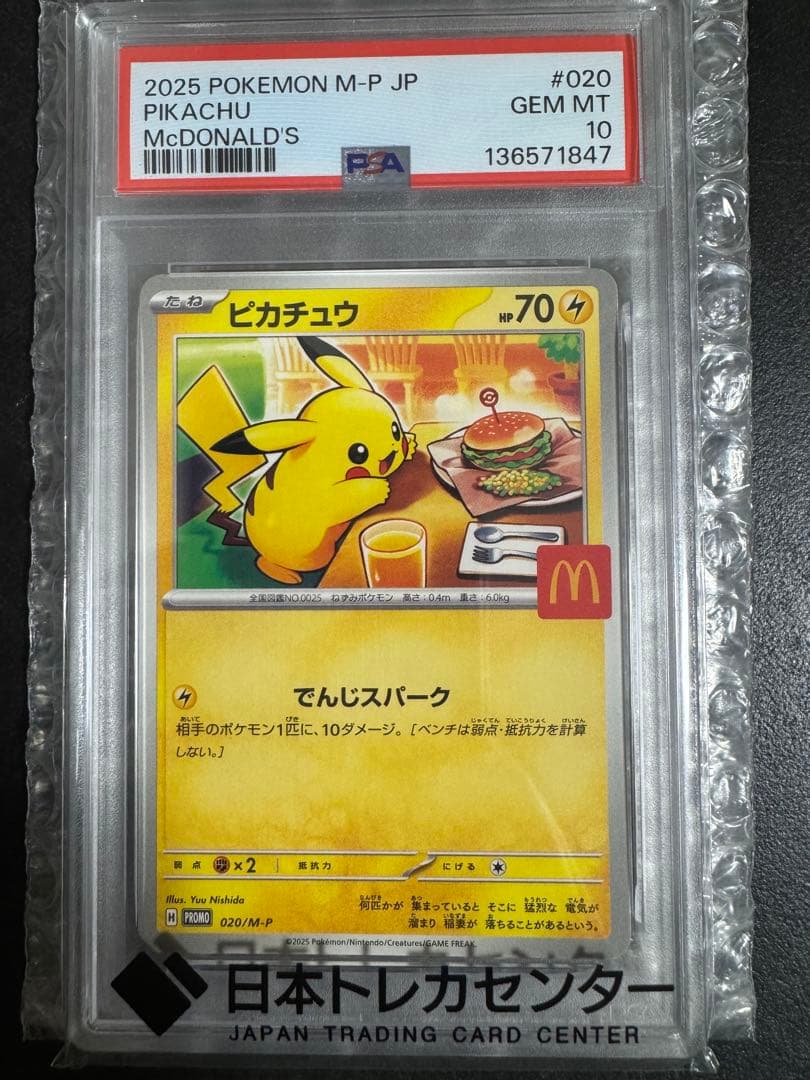 2025 POKEMON M-P JP #020
PIKACHU GEM MT
McDONALD'S 10
PSA 136571847
たね ピカチュウ HP70
全国図鑑NO.0025 ねずみポケモン 高さ:0.4m 重さ:6.0kg
でんじスパーク
相手のポケモン1匹に、10ダメージ。[ベンチは弱点・抵抗力を計算
しない。]
弱点 ×2 抵抗力 にげる
Illus. Yuu Nishida
何匹かが 集まっていると そこに 猛烈な 電気が
H PROMO 020/M-P
溜まり 稲妻が 落ちることがあるという。
©2025 Pokémon/Nintendo/Creatures/GAME FREAK.
日本トレカセンター
JAPAN TRADING CARD CENTER